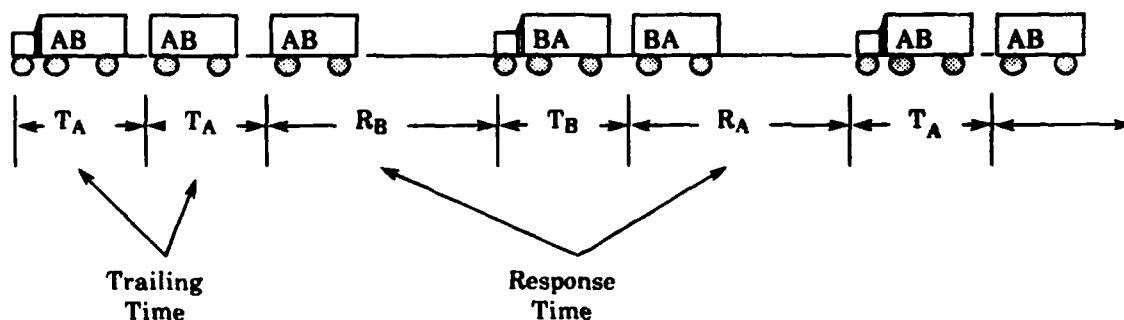 AB AB AB BA BA AB AB
T_A T_A R_B T_B R_A T_A
Trailing Response
Time Time